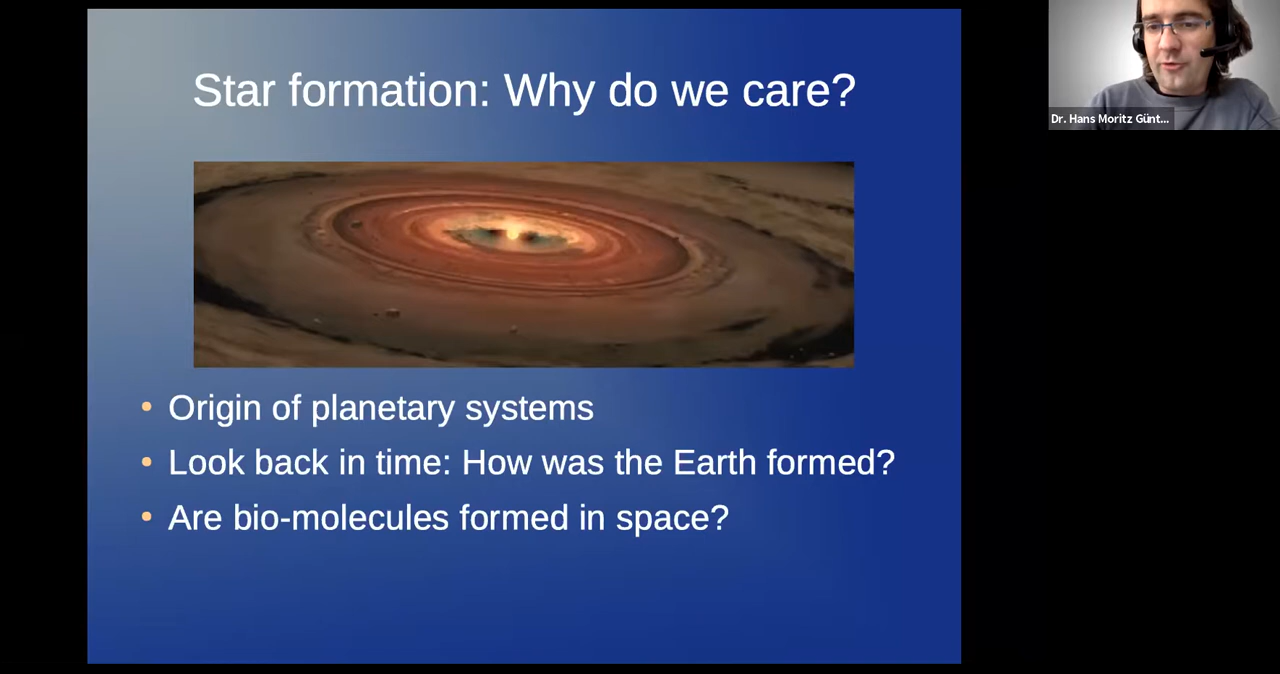 Star formation: Why do we care?
Dr. Hans Moritz Günt...
• Origin of planetary systems
• Look back in time: How was the Earth formed?
• Are bio-molecules formed in space?